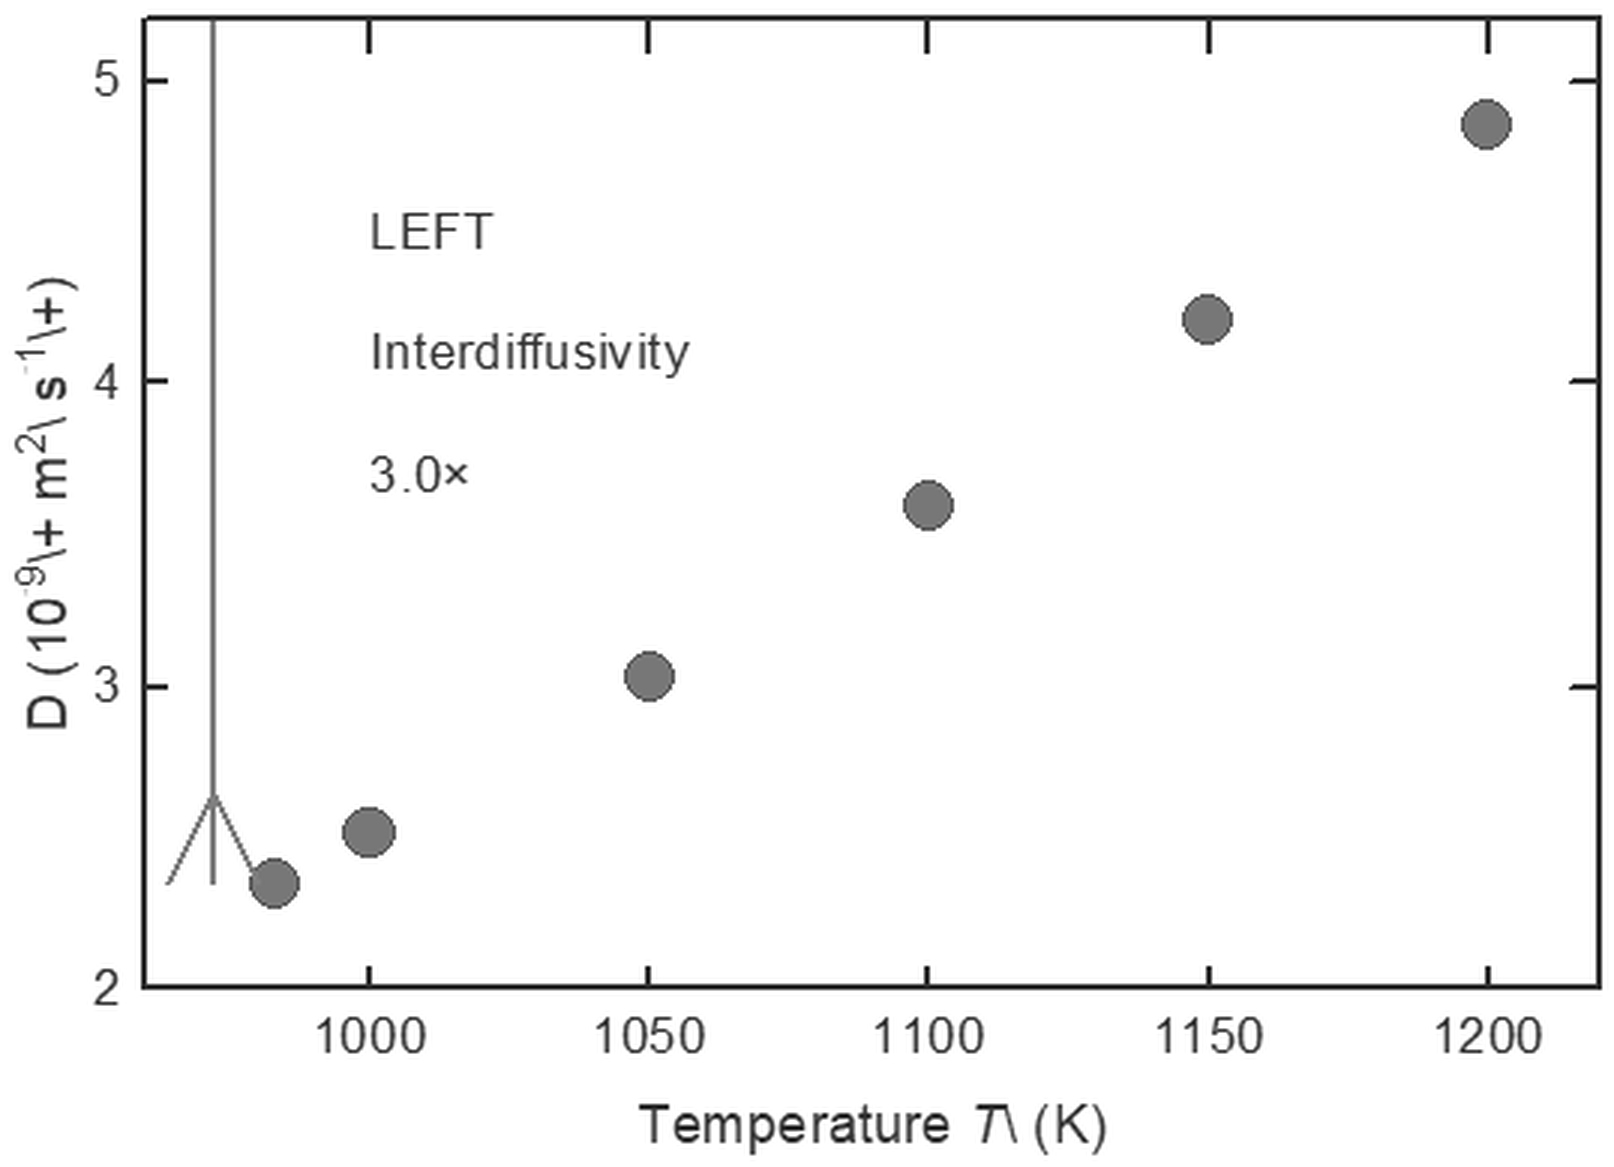 5
4
3
2
LEFT
Interdiffusivity
3.0×
D (10⁻⁹\+ m²\ s⁻¹\+)
1000 1050 1100 1150 1200
Temperature T\ (K)